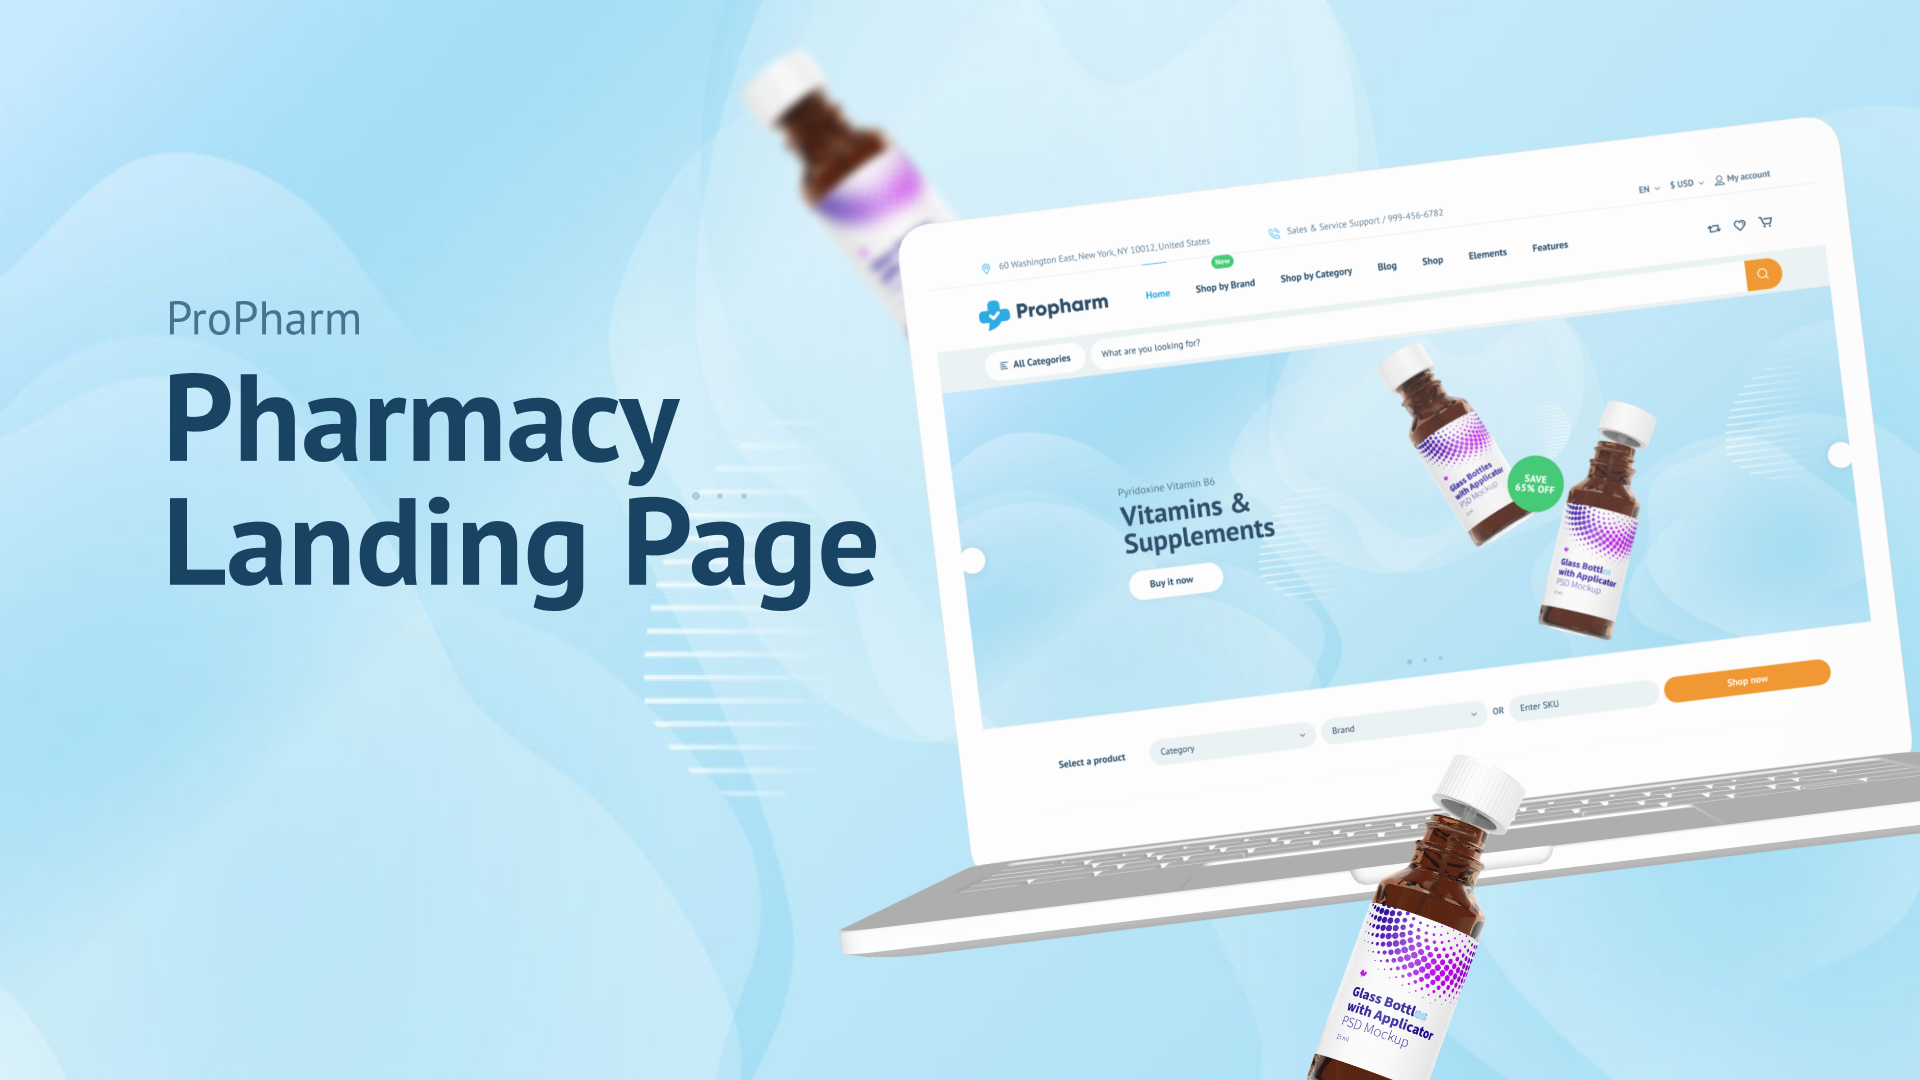 ProPharm
Pharmacy
Landing Page
60 Washington East, New York, NY 10012, United States
Sales & Service Support / 999-456-6782
EN
$ USD
My account
Propharm
Home
New
Shop by Brand
Shop by Category
Blog
Shop
Elements
Features
All Categories
What are you looking for?
Pyridoxine Vitamin B6
Vitamins &
Supplements
Buy it now
Glass Bottles
with Applicator
PSD Mockup
SAVE
65% OFF
Glass Bottles
with Applicator
PSD Mockup
Select a product
Category
Brand
OR
Enter SKU
Shop now
Glass Bottles
with Applicator
PSD Mockup
15 ml